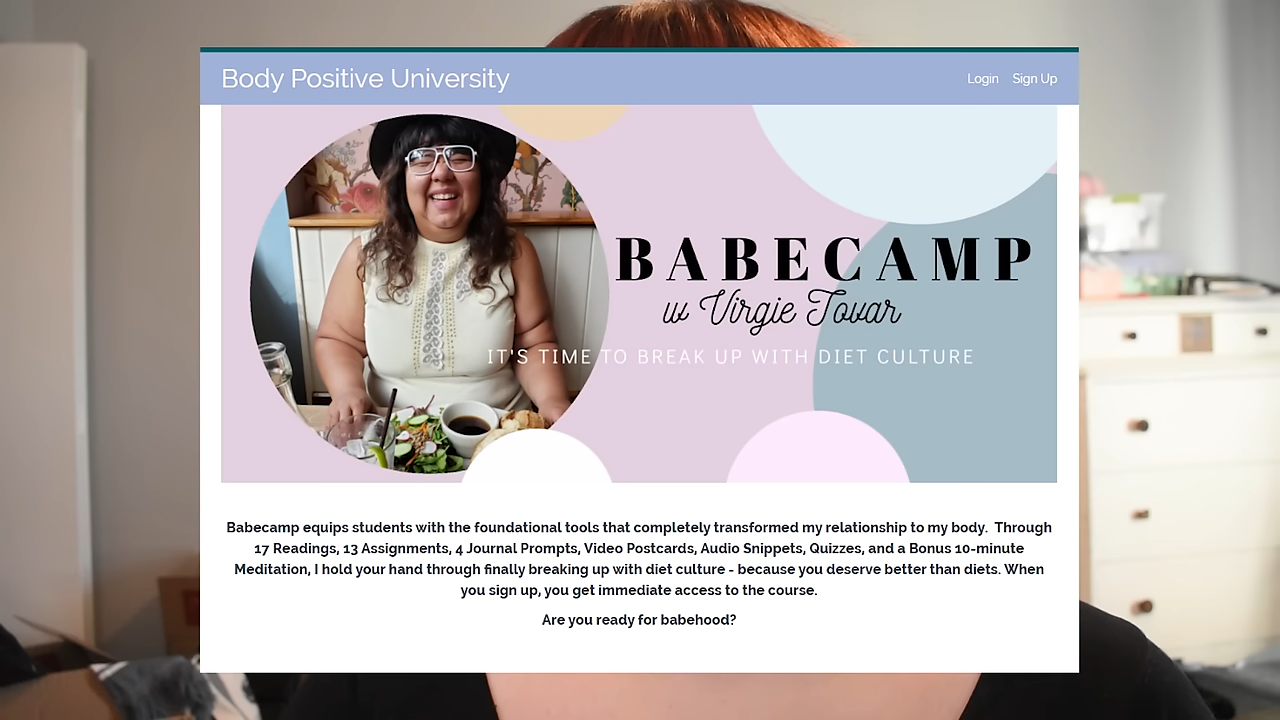 Body Positive University
Login Sign Up
BABECAMP
w Virgie Tovar
IT'S TIME TO BREAK UP WITH DIET CULTURE
Babecamp equips students with the foundational tools that completely transformed my relationship to my body. Through
17 Readings, 13 Assignments, 4 Journal Prompts, Video Postcards, Audio Snippets, Quizzes, and a Bonus 10-minute
Meditation, I hold your hand through finally breaking up with diet culture - because you deserve better than diets. When
you sign up, you get immediate access to the course.
Are you ready for babehood?